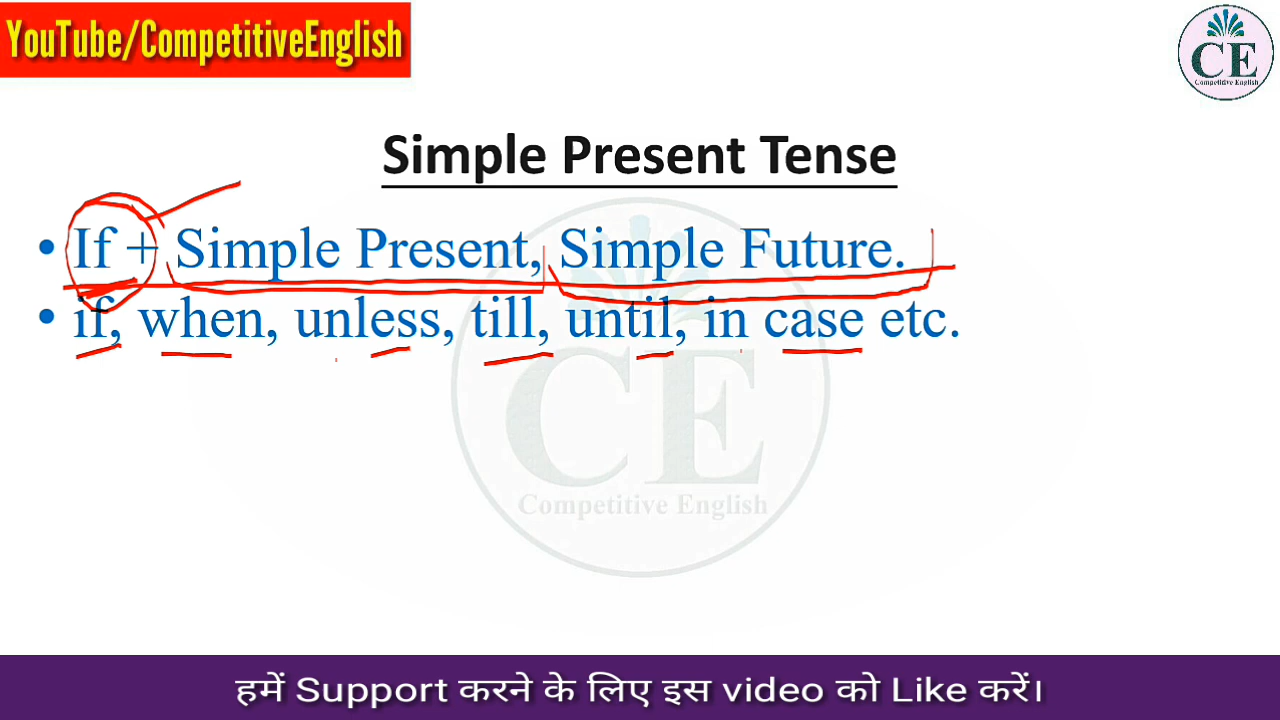 YouTube/CompetitiveEnglish
CE
Competitive English
Simple Present Tense
• If + Simple Present, Simple Future.
• if, when, unless, till, until, in case etc.
CE
Competitive English
हमें Support करने के लिए इस video को Like करें।